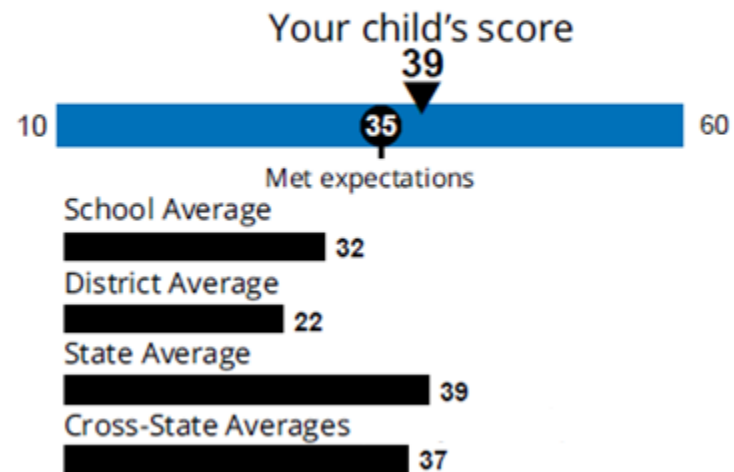 Your child's score
39
10 35 60
Met expectations
School Average
32
District Average
22
State Average
39
Cross-State Averages
37